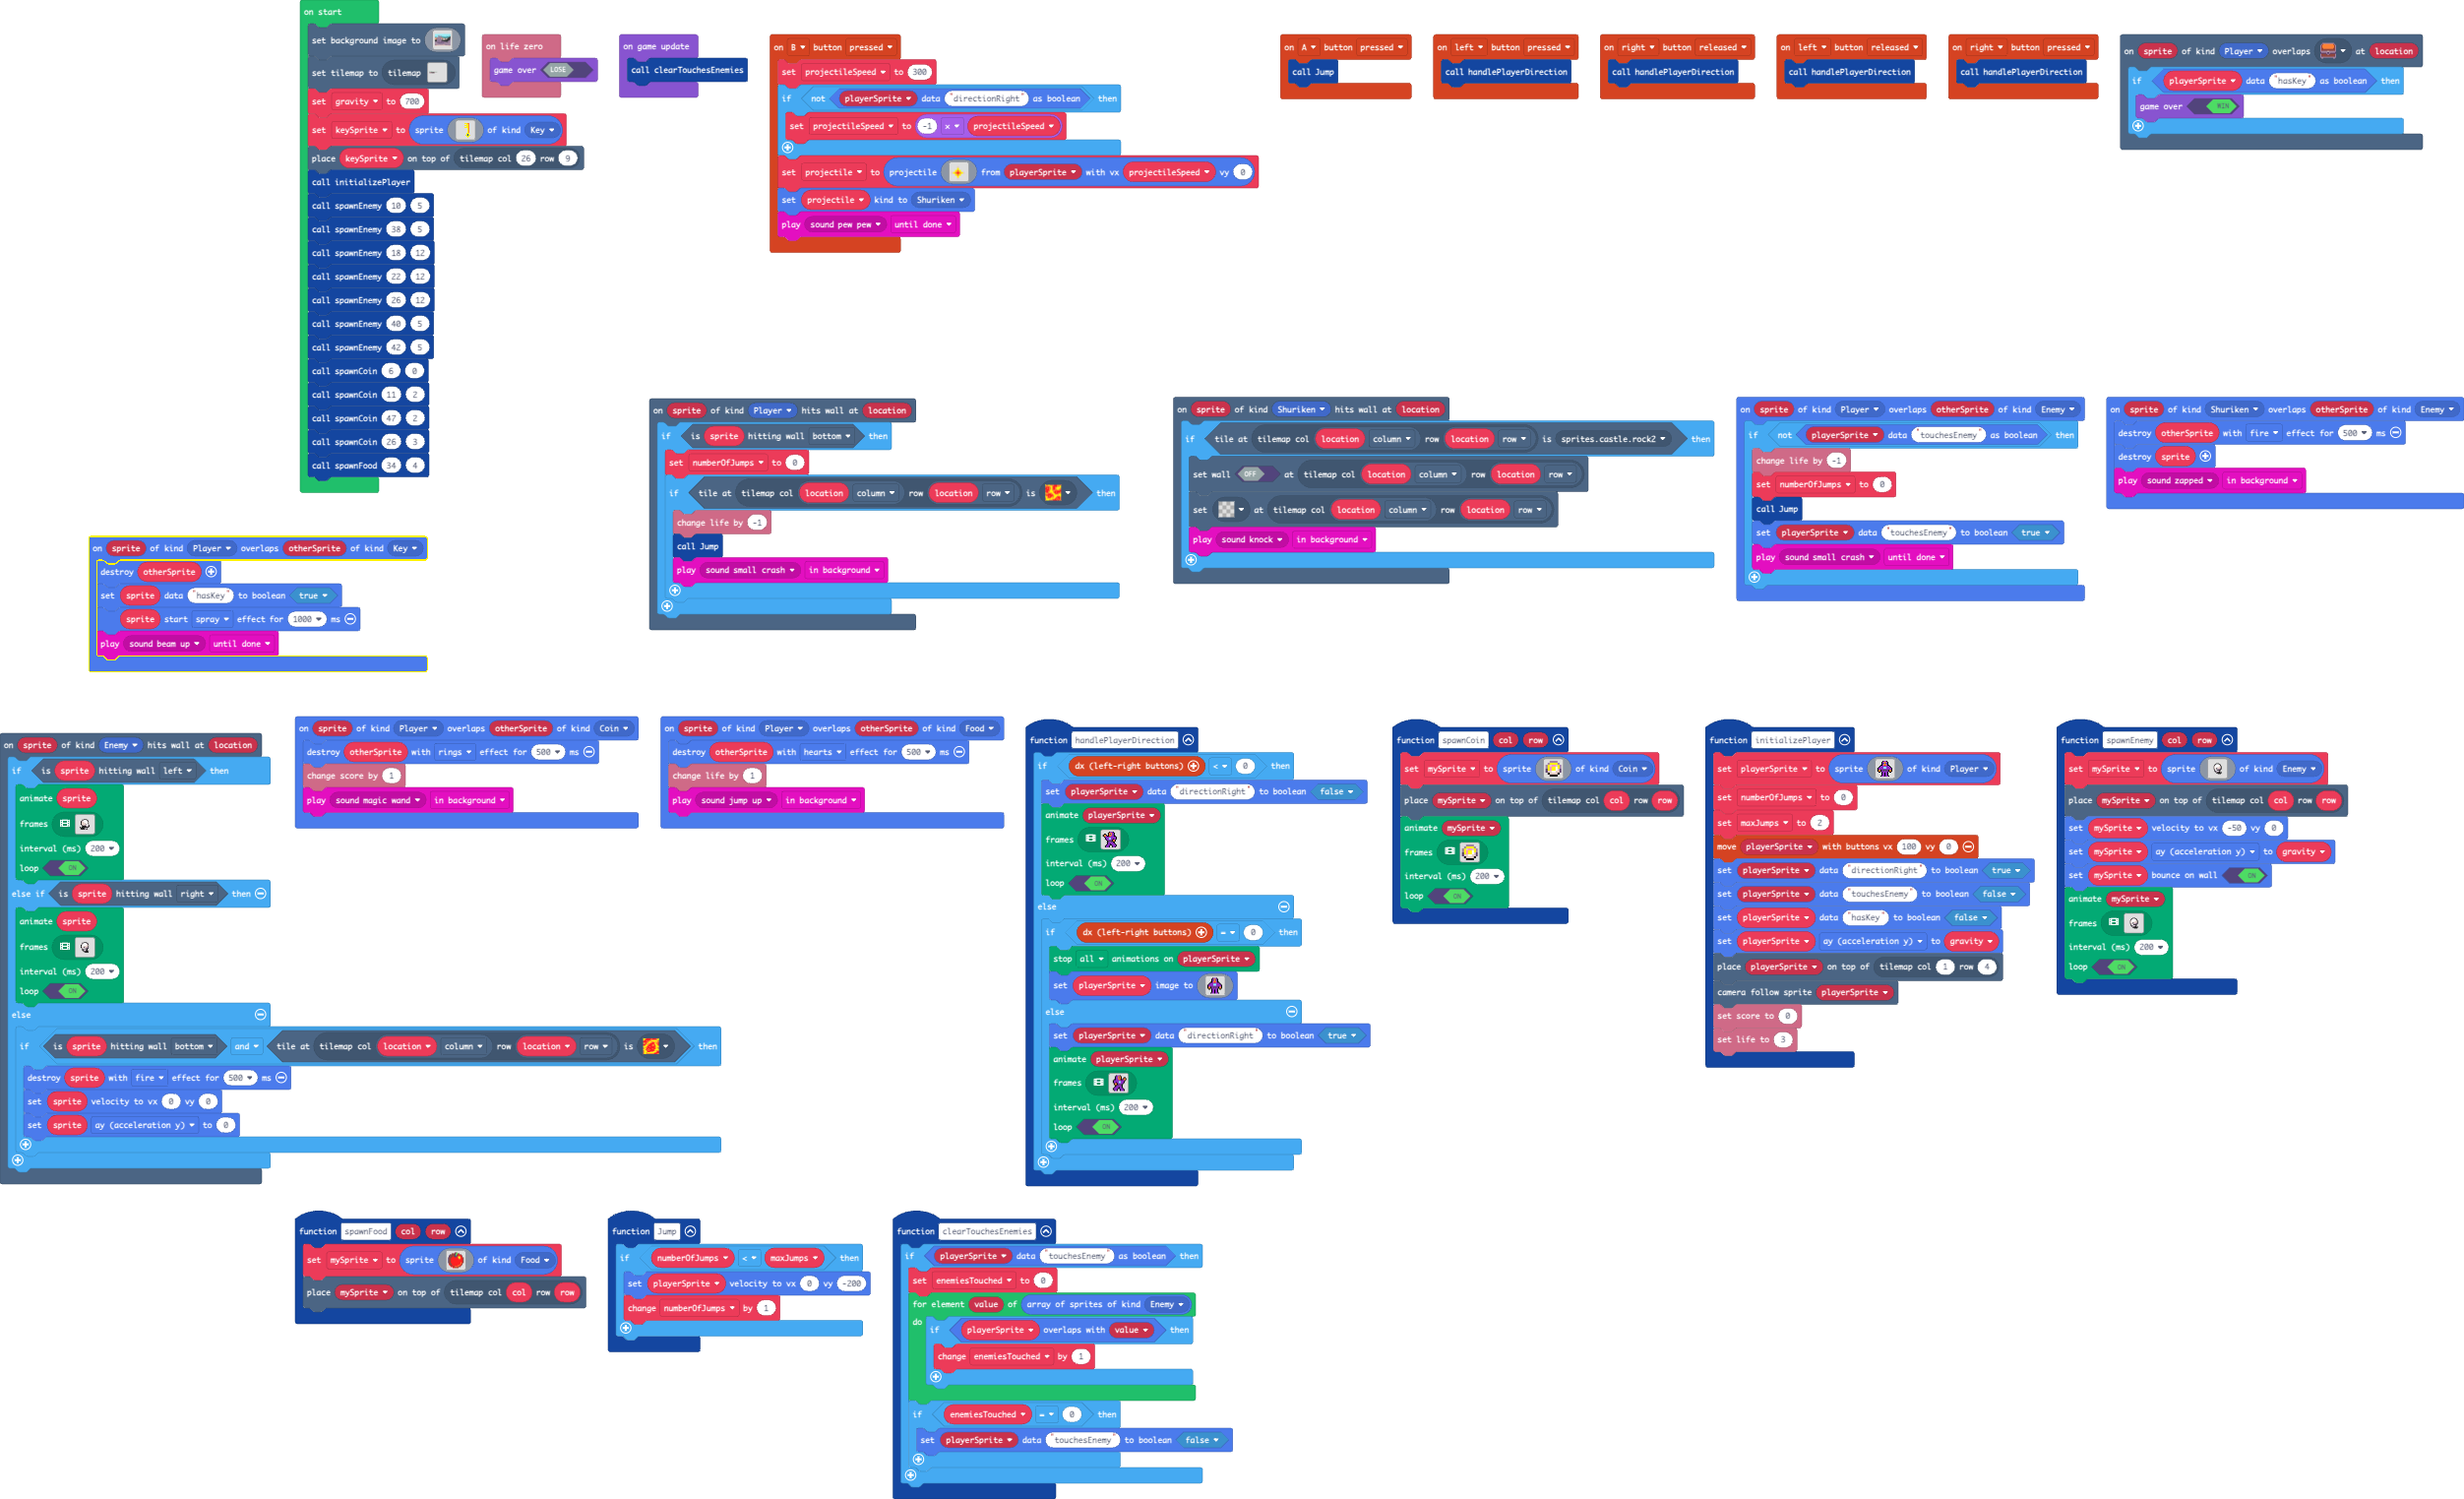 on start
set background image to
set tilemap to tilemap
set gravity to 700
set keySprite to sprite of kind Key
place keySprite on top of tilemap col 26 row 9
call initializePlayer
call spawnEnemy 10 5
call spawnEnemy 38 5
call spawnEnemy 18 12
call spawnEnemy 22 12
call spawnEnemy 26 12
call spawnEnemy 40 5
call spawnEnemy 42 5
call spawnCoin 6 0
call spawnCoin 11 2
call spawnCoin 47 2
call spawnCoin 26 3
call spawnFood 34 4
on life zero
game over LOSE
on game update
call clearTouchesEnemies
on B button pressed
set projectileSpeed to 300
if not playerSprite data "directionRight" as boolean then
set projectileSpeed to -1 × projectileSpeed
set projectile to projectile from playerSprite with vx projectileSpeed vy 0
set projectile kind to Shuriken
play sound pew pew until done
on A button pressed
call Jump
on left button pressed
call handlePlayerDirection
on right button released
call handlePlayerDirection
on left button released
call handlePlayerDirection
on right button pressed
call handlePlayerDirection
on sprite of kind Player overlaps at location
if playerSprite data "hasKey" as boolean then
game over WIN
on sprite of kind Player overlaps otherSprite of kind Key
destroy otherSprite
set sprite data "hasKey" to boolean true
sprite start spray effect for 1000 ms
play sound beam up until done
on sprite of kind Player hits wall at location
if is sprite hitting wall bottom then
set numberOfJumps to 0
if tile at tilemap col location column row location row is then
change life by -1
call Jump
play sound small crash in background
on sprite of kind Shuriken hits wall at location
if tile at tilemap col location column row location row is sprites.castle.rock2 then
set wall OFF at tilemap col location column row location row
set at tilemap col location column row location row
play sound knock in background
on sprite of kind Player overlaps otherSprite of kind Enemy
if not playerSprite data "touchesEnemy" as boolean then
change life by -1
set numberOfJumps to 0
call Jump
set playerSprite data "touchesEnemy" to boolean true
play sound small crash until done
on sprite of kind Shuriken overlaps otherSprite of kind Enemy
destroy otherSprite with fire effect for 500 ms
destroy sprite
play sound zapped in background
on sprite of kind Enemy hits wall at location
if is sprite hitting wall left then
animate sprite
frames
interval (ms) 200
loop ON
else if is sprite hitting wall right then
animate sprite
frames
interval (ms) 200
loop ON
else
if is sprite hitting wall bottom and tile at tilemap col location column row location row is then
destroy sprite with fire effect for 500 ms
set sprite velocity to vx 0 vy 0
set sprite ay (acceleration y) to 0
on sprite of kind Player overlaps otherSprite of kind Coin
destroy otherSprite with rings effect for 500 ms
change score by 1
play sound magic wand in background
on sprite of kind Player overlaps otherSprite of kind Food
destroy otherSprite with hearts effect for 500 ms
change life by 1
play sound jump up in background
function handlePlayerDirection
if dx (left-right buttons) < 0 then
set playerSprite data "directionRight" to boolean false
animate playerSprite
frames
interval (ms) 200
loop ON
else
if dx (left-right buttons) = 0 then
stop all animations on playerSprite
set playerSprite image to
else
set playerSprite data "directionRight" to boolean true
animate playerSprite
frames
interval (ms) 200
loop ON
function spawnCoin col row
set mySprite to sprite of kind Coin
place mySprite on top of tilemap col col row row
animate mySprite
frames
interval (ms) 200
loop ON
function initializePlayer
set playerSprite to sprite of kind Player
set numberOfJumps to 0
set maxJumps to 2
move playerSprite with buttons vx 100 vy 0
set playerSprite data "directionRight" to boolean true
set playerSprite data "touchesEnemy" to boolean false
set playerSprite data "hasKey" to boolean false
set playerSprite ay (acceleration y) to gravity
place playerSprite on top of tilemap col 1 row 4
camera follow sprite playerSprite
set score to 0
set life to 3
function spawnEnemy col row
set mySprite to sprite of kind Enemy
place mySprite on top of tilemap col col row row
set mySprite velocity to vx -50 vy 0
set mySprite ay (acceleration y) to gravity
set mySprite bounce on wall ON
animate mySprite
frames
interval (ms) 200
loop ON
function spawnFood col row
set mySprite to sprite of kind Food
place mySprite on top of tilemap col col row row
function Jump
if numberOfJumps < maxJumps then
set playerSprite velocity to vx 0 vy -200
change numberOfJumps by 1
function clearTouchesEnemies
if playerSprite data "touchesEnemy" as boolean then
set enemiesTouched to 0
for element value of array of sprites of kind Enemy
do if playerSprite overlaps with value then
change enemiesTouched by 1
if enemiesTouched = 0 then
set playerSprite data "touchesEnemy" to boolean false